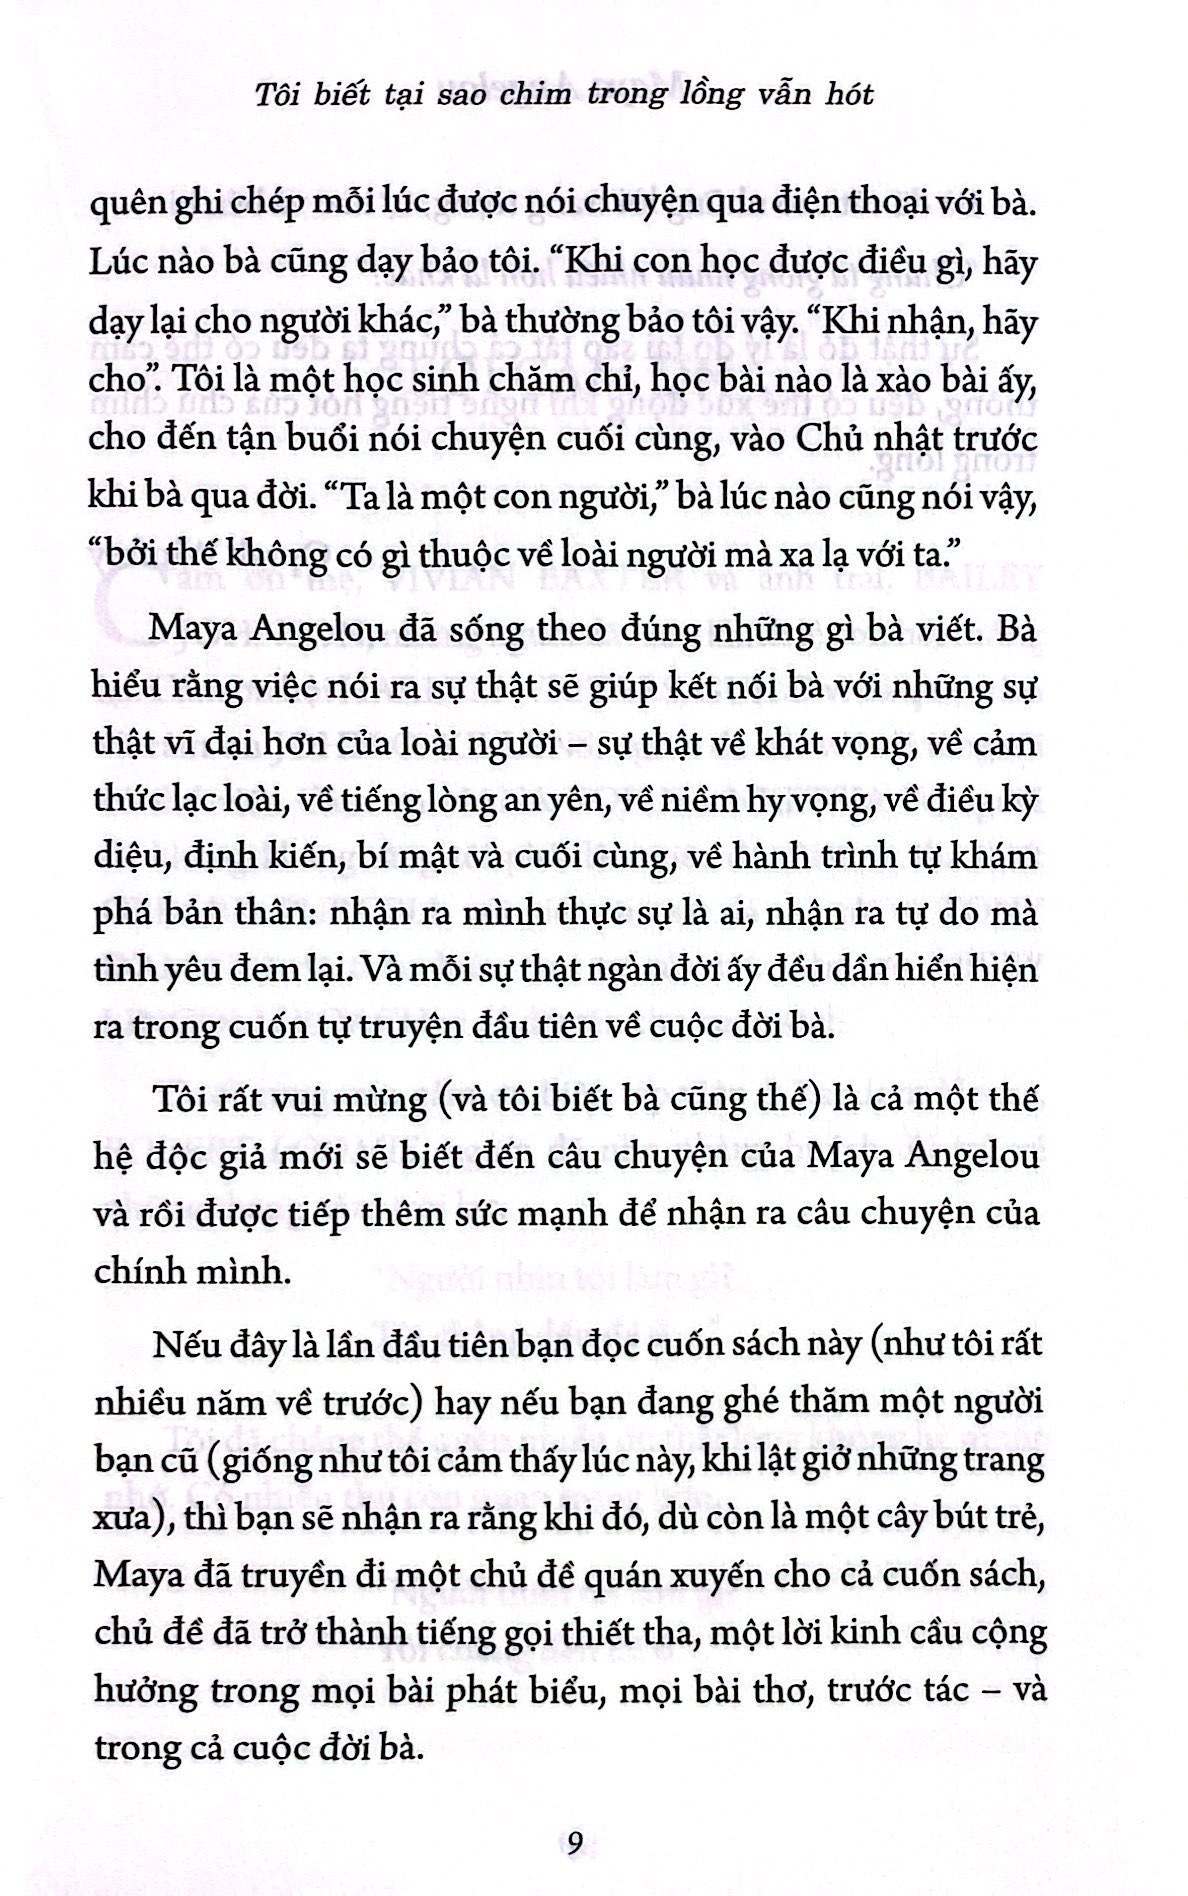 Tôi biết tại sao chim trong lồng vẫn hót
quên ghi chép mỗi lúc được nói chuyện qua điện thoại với bà.
Lúc nào bà cũng dạy bảo tôi. “Khi con học được điều gì, hãy
dạy lại cho người khác,” bà thường bảo tôi vậy. “Khi nhận, hãy
cho”. Tôi là một học sinh chăm chỉ, học bài nào là xào bài ấy,
cho đến tận buổi nói chuyện cuối cùng, vào Chủ nhật trước
khi bà qua đời. “Ta là một con người,” bà lúc nào cũng nói vậy,
“bởi thế không có gì thuộc về loài người mà xa lạ với ta.”
Maya Angelou đã sống theo đúng những gì bà viết. Bà
hiểu rằng việc nói ra sự thật sẽ giúp kết nối bà với những sự
thật vĩ đại hơn của loài người – sự thật về khát vọng, về cảm
thức lạc loài, về tiếng lòng an yên, về niềm hy vọng, về điều kỳ
diệu, định kiến, bí mật và cuối cùng, về hành trình tự khám
phá bản thân: nhận ra mình thực sự là ai, nhận ra tự do mà
tình yêu đem lại. Và mỗi sự thật ngàn đời ấy đều dần hiển hiện
ra trong cuốn tự truyện đầu tiên về cuộc đời bà.
Tôi rất vui mừng (và tôi biết bà cũng thế) là cả một thế
hệ độc giả mới sẽ biết đến câu chuyện của Maya Angelou
và rồi được tiếp thêm sức mạnh để nhận ra câu chuyện của
chính mình.
Nếu đây là lần đầu tiên bạn đọc cuốn sách này (như tôi rất
nhiều năm về trước) hay nếu bạn đang ghé thăm một người
bạn cũ (giống như tôi cảm thấy lúc này, khi lật giở những trang
xưa), thì bạn sẽ nhận ra rằng khi đó, dù còn là một cây bút trẻ,
Maya đã truyền đi một chủ đề quán xuyến cho cả cuốn sách,
chủ đề đã trở thành tiếng gọi thiết tha, một lời kinh cầu cộng
hưởng trong mọi bài phát biểu, mọi bài thơ, trước tác – và
trong cả cuộc đời bà.
9